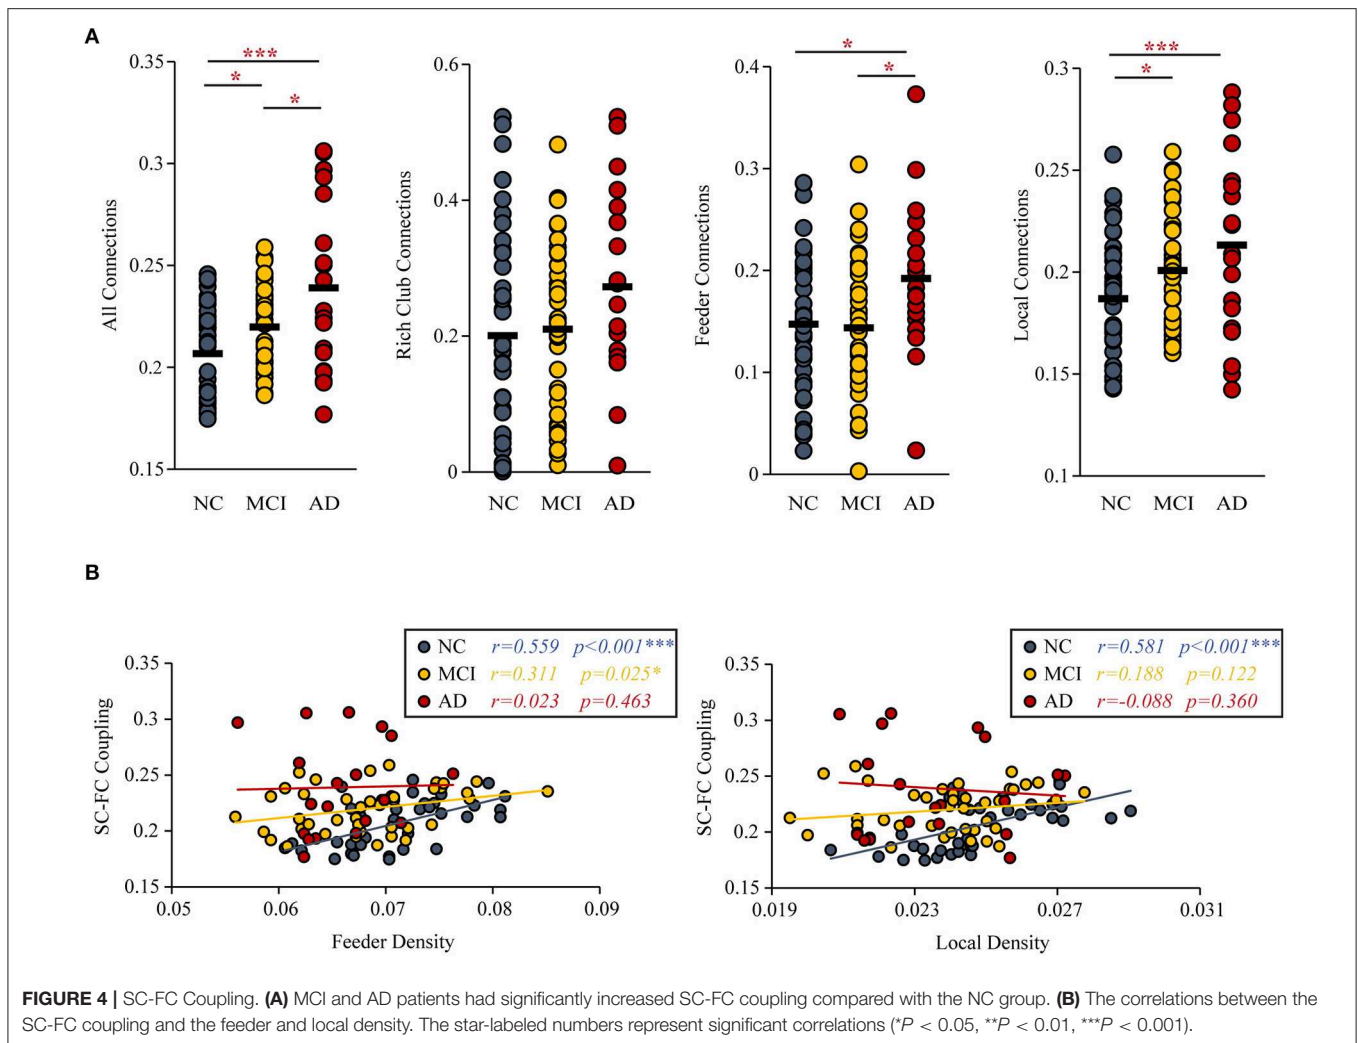 A
***
*
*
All Connections
0.35
0.3
0.25
0.2
0.15
NC MCI AD
Rich Club Connections
0.6
0.4
0.2
0
NC MCI AD
*
*
Feeder Connections
0.4
0.3
0.2
0.1
0
NC MCI AD
***
*
Local Connections
0.3
0.25
0.2
0.15
0.1
NC MCI AD
B
NC r=0.559 p<0.001***
MCI r=0.311 p=0.025*
AD r=0.023 p=0.463
SC-FC Coupling
0.35
0.3
0.25
0.2
0.15
0.05 0.06 0.07 0.08 0.09
Feeder Density
NC r=0.581 p<0.001***
MCI r=0.188 p=0.122
AD r=-0.088 p=0.360
SC-FC Coupling
0.35
0.3
0.25
0.2
0.15
0.019 0.023 0.027 0.031
Local Density
FIGURE 4 | SC-FC Coupling. (A) MCI and AD patients had significantly increased SC-FC coupling compared with the NC group. (B) The correlations between the
SC-FC coupling and the feeder and local density. The star-labeled numbers represent significant correlations (*P < 0.05, **P < 0.01, ***P < 0.001).